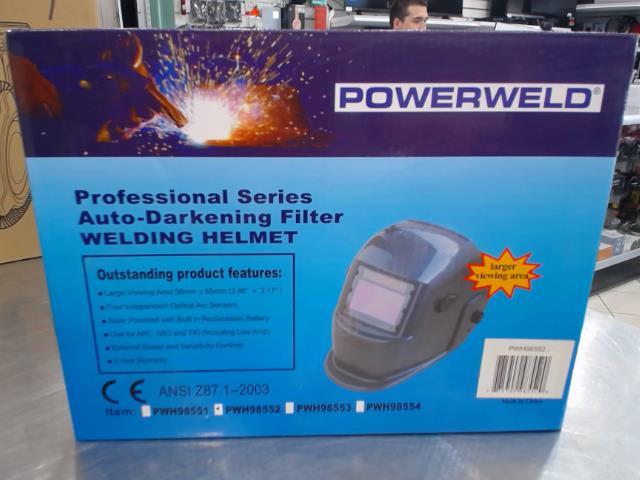 POWERWELD®
Professional Series
Auto-Darkening Filter
WELDING HELMET
Outstanding product features:
• Large Viewing Area 98mm x 55mm (3.86" x 2.17")
• Four Independent Optical Arc Sensors
• Solar Powered with Built in Replaceable Battery
• Use for ARC, MIG and TIG (Including Low Amp)
• External Shade and Sensitivity Controls
• 2 Year Warranty
larger
viewing area
CE ANSI Z87.1-2003
Item: PWH98551 PWH98552 PWH98553 PWH98554
PWH98552
Made in China